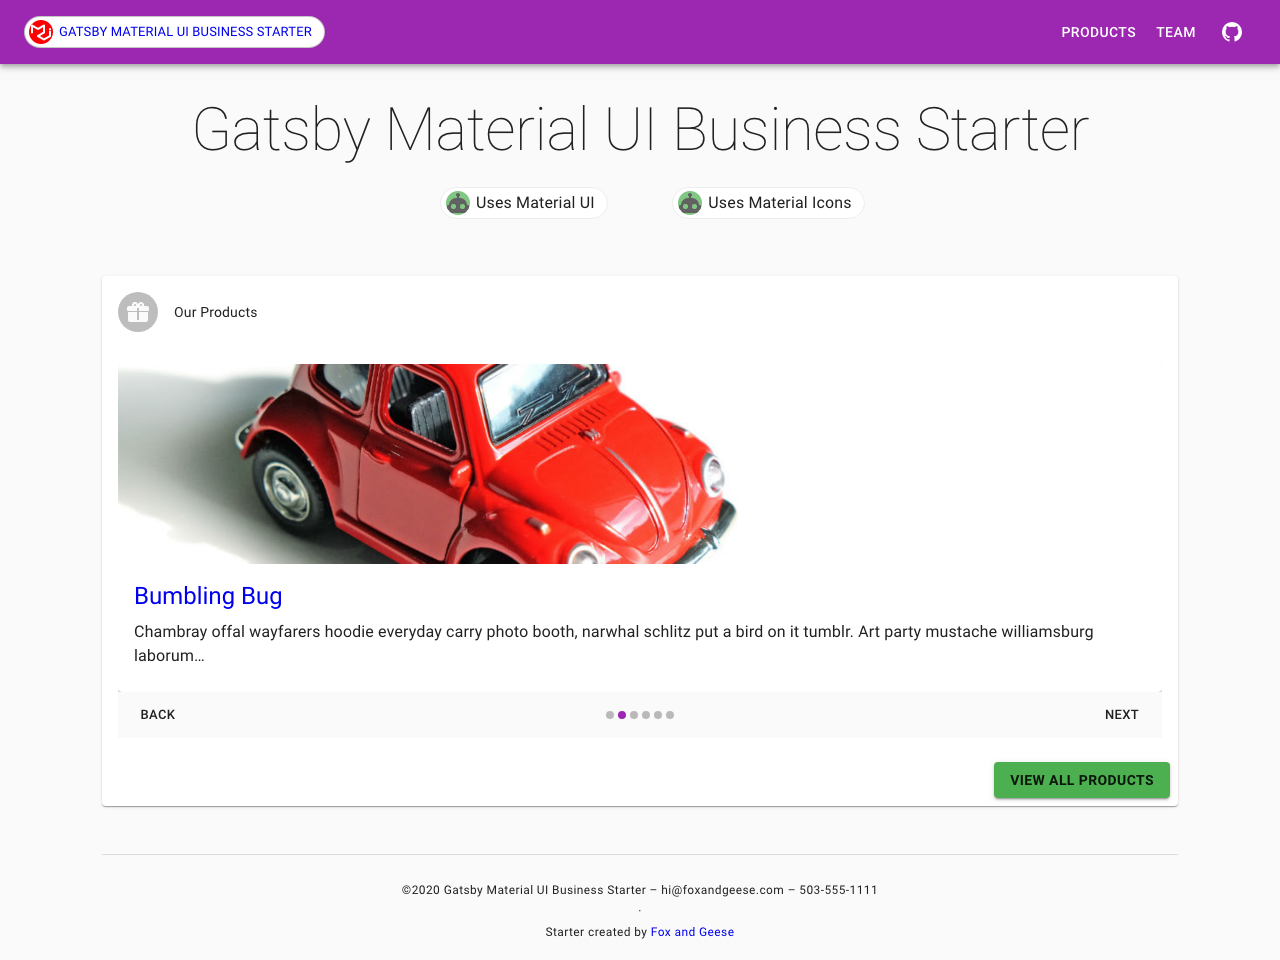 GATSBY MATERIAL UI BUSINESS STARTER
PRODUCTS
TEAM
Gatsby Material UI Business Starter
Uses Material UI
Uses Material Icons
Our Products
Bumbling Bug
Chambray offal wayfarers hoodie everyday carry photo booth, narwhal schlitz put a bird on it tumblr. Art party mustache williamsburg
laborum…
BACK
NEXT
VIEW ALL PRODUCTS
©2020 Gatsby Material UI Business Starter – hi@foxandgeese.com – 503-555-1111
.
Starter created by Fox and Geese